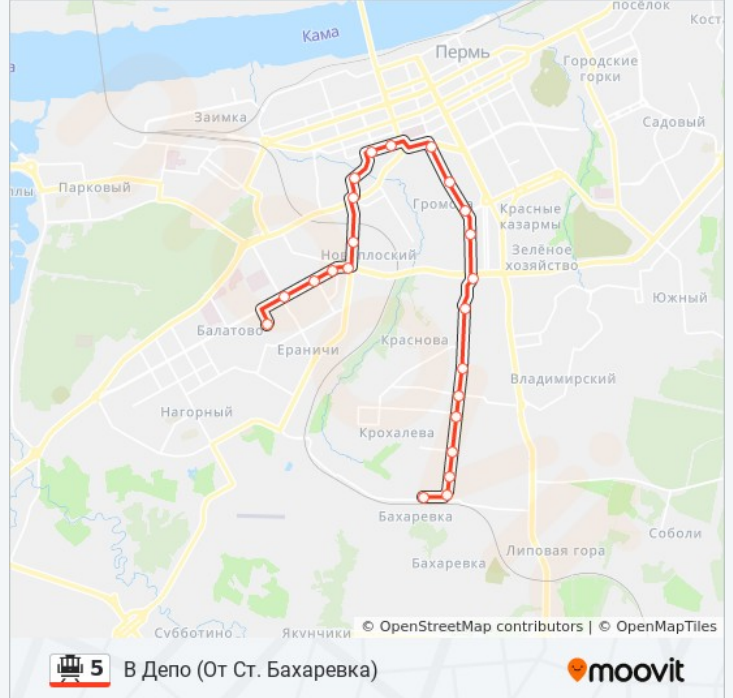 посёлок
Кама
Пермь
Городские
горки
Заимка
Садовый
Парковый
Громова
Красные
казармы
Новоплоский
Зелёное
хозяйство
Южный
Балатово
Краснова
Ераничи
Владимирский
Нагорный
Крохалева
Бахаревка
Соболи
Липовая гора
Бахаревка
© OpenStreetMap contributors | © OpenMapTiles
Субботино
Якунчики
5 В Депо (От Ст. Бахаревка)
moovit